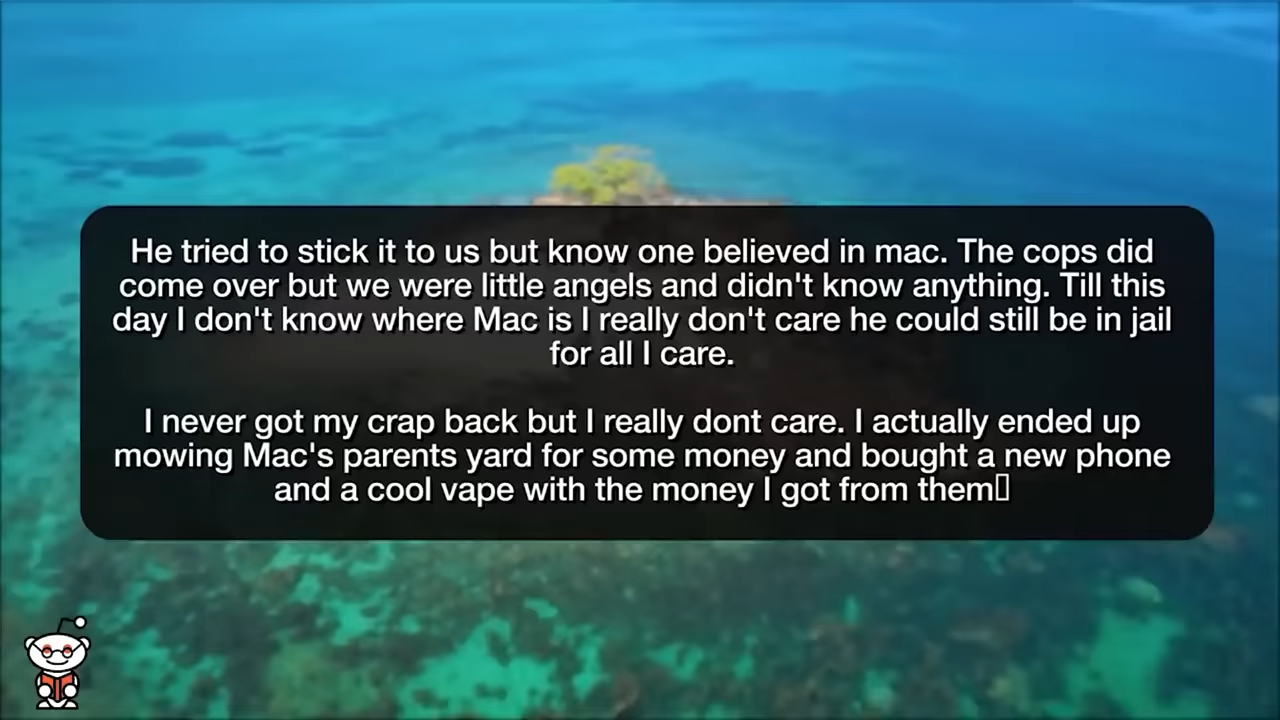 He tried to stick it to us but know one believed in mac. The cops did
come over but we were little angels and didn't know anything. Till this
day I don't know where Mac is I really don't care he could still be in jail
for all I care.
I never got my crap back but I really dont care. I actually ended up
mowing Mac's parents yard for some money and bought a new phone
and a cool vape with the money I got from them